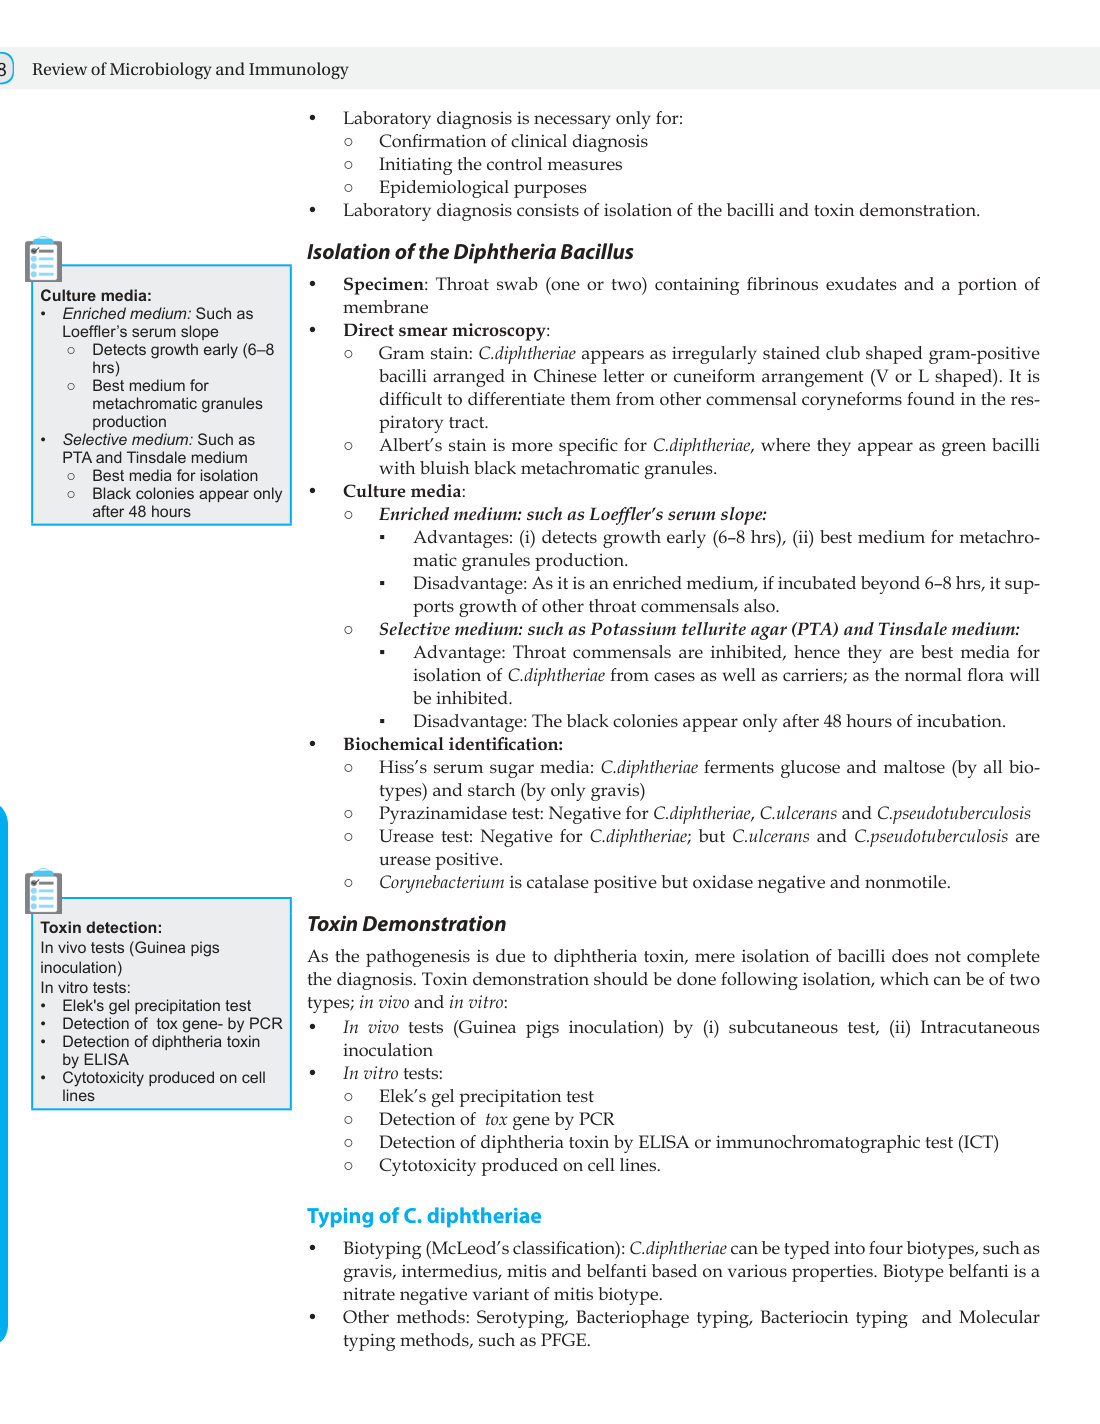 8 Review of Microbiology and Immunology
• Laboratory diagnosis is necessary only for:
○ Confirmation of clinical diagnosis
○ Initiating the control measures
○ Epidemiological purposes
• Laboratory diagnosis consists of isolation of the bacilli and toxin demonstration.
Isolation of the Diphtheria Bacillus
• Specimen: Throat swab (one or two) containing fibrinous exudates and a portion of
membrane
• Direct smear microscopy:
○ Gram stain: C.diphtheriae appears as irregularly stained club shaped gram-positive
bacilli arranged in Chinese letter or cuneiform arrangement (V or L shaped). It is
difficult to differentiate them from other commensal coryneforms found in the res-
piratory tract.
○ Albert's stain is more specific for C.diphtheriae, where they appear as green bacilli
with bluish black metachromatic granules.
• Culture media:
○ Enriched medium: such as Loeffler's serum slope:
▪ Advantages: (i) detects growth early (6–8 hrs), (ii) best medium for metachro-
matic granules production.
▪ Disadvantage: As it is an enriched medium, if incubated beyond 6–8 hrs, it sup-
ports growth of other throat commensals also.
○ Selective medium: such as Potassium tellurite agar (PTA) and Tinsdale medium:
▪ Advantage: Throat commensals are inhibited, hence they are best media for
isolation of C.diphtheriae from cases as well as carriers; as the normal flora will
be inhibited.
▪ Disadvantage: The black colonies appear only after 48 hours of incubation.
• Biochemical identification:
○ Hiss's serum sugar media: C.diphtheriae ferments glucose and maltose (by all bio-
types) and starch (by only gravis)
○ Pyrazinamidase test: Negative for C.diphtheriae, C.ulcerans and C.pseudotuberculosis
○ Urease test: Negative for C.diphtheriae; but C.ulcerans and C.pseudotuberculosis are
urease positive.
○ Corynebacterium is catalase positive but oxidase negative and nonmotile.
Toxin Demonstration
As the pathogenesis is due to diphtheria toxin, mere isolation of bacilli does not complete
the diagnosis. Toxin demonstration should be done following isolation, which can be of two
types; in vivo and in vitro:
• In vivo tests (Guinea pigs inoculation) by (i) subcutaneous test, (ii) Intracutaneous
inoculation
• In vitro tests:
○ Elek's gel precipitation test
○ Detection of tox gene by PCR
○ Detection of diphtheria toxin by ELISA or immunochromatographic test (ICT)
○ Cytotoxicity produced on cell lines.
Typing of C. diphtheriae
• Biotyping (McLeod's classification): C.diphtheriae can be typed into four biotypes, such as
gravis, intermedius, mitis and belfanti based on various properties. Biotype belfanti is a
nitrate negative variant of mitis biotype.
• Other methods: Serotyping, Bacteriophage typing, Bacteriocin typing and Molecular
typing methods, such as PFGE.
Culture media:
• Enriched medium: Such as
Loeffler's serum slope
○ Detects growth early (6–8
hrs)
○ Best medium for
metachromatic granules
production
• Selective medium: Such as
PTA and Tinsdale medium
○ Best media for isolation
○ Black colonies appear only
after 48 hours
Toxin detection:
In vivo tests (Guinea pigs
inoculation)
In vitro tests:
• Elek's gel precipitation test
• Detection of tox gene- by PCR
• Detection of diphtheria toxin
by ELISA
• Cytotoxicity produced on cell
lines